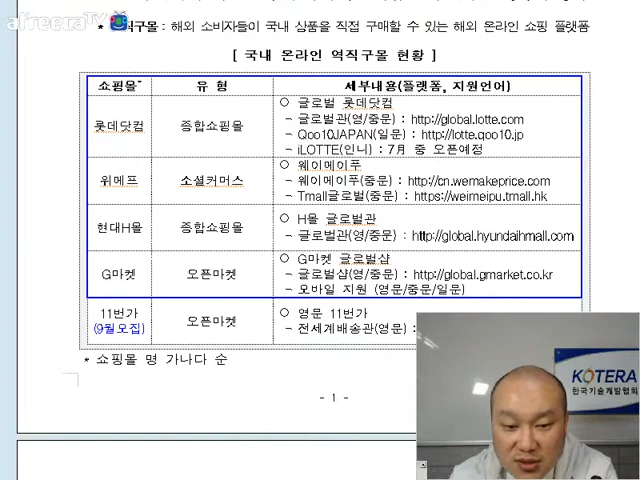 afreeca TV
* 역직구몰 : 해외 소비자들이 국내 상품을 직접 구매할 수 있는 해외 온라인 쇼핑 플랫폼
[ 국내 온라인 역직구몰 현황 ]
쇼핑몰* 유 형 세부내용(플랫폼, 지원언어)
롯데닷컴 종합쇼핑몰
○ 글로벌 롯데닷컴
- 글로벌관(영/중문) : http://global.lotte.com
- Qoo10JAPAN(일문) : http://lotte.qoo10.jp
- iLOTTE(인니) : 7월 중 오픈예정
위메프 소셜커머스
○ 웨이메이푸
- 웨이메이푸(중문) : http://cn.wemakeprice.com
- Tmall글로벌(중문) : https://weimeipu.tmall.hk
현대H몰 종합쇼핑몰
○ H몰 글로벌관
- 글로벌관(영/중문) : http://global.hyundaihmall.com
G마켓 오픈마켓
○ G마켓 글로벌샵
- 글로벌샵(영/중문) : http://global.gmarket.co.kr
- 모바일 지원 (영문/중문/일문)
11번가
(9월모집) 오픈마켓
○ 영문 11번가
- 전세계배송관(영문) :
* 쇼핑몰 명 가나다 순
- 1 -
KOTERA
한국기술개발협회